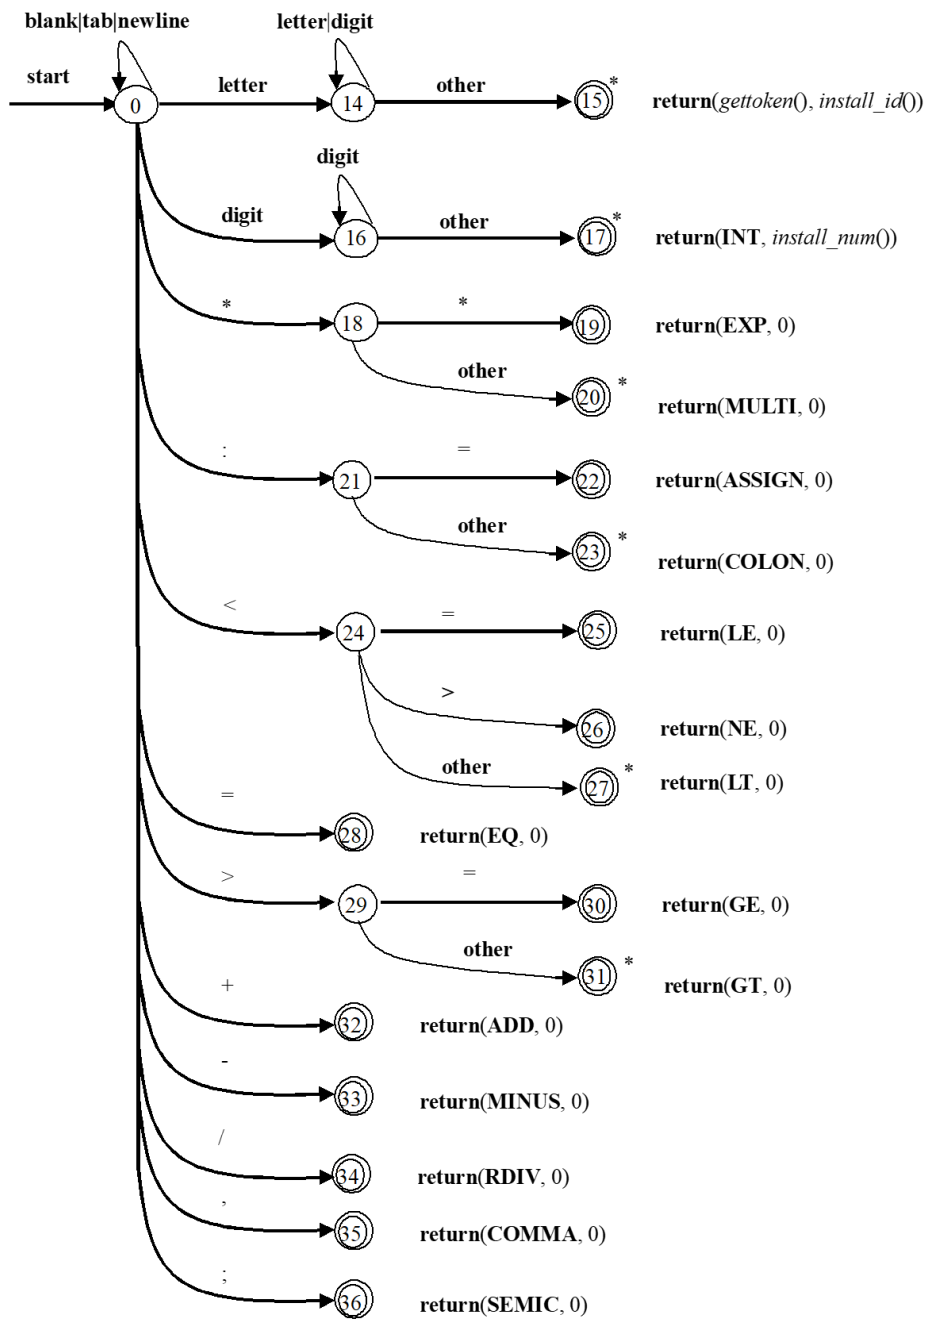 blank|tab|newline
letter|digit
start
letter
other
*
0
14
15
return(gettoken(), install_id())
digit
digit
other
*
16
17
return(INT, install_num())
*
*
18
19
return(EXP, 0)
other
*
20
return(MULTI, 0)
:
=
21
22
return(ASSIGN, 0)
other
*
23
return(COLON, 0)
<
=
24
25
return(LE, 0)
>
26
return(NE, 0)
other
*
27
return(LT, 0)
=
28
return(EQ, 0)
>
=
29
30
return(GE, 0)
other
*
31
return(GT, 0)
+
32
return(ADD, 0)
-
33
return(MINUS, 0)
/
34
return(RDIV, 0)
,
35
return(COMMA, 0)
;
36
return(SEMIC, 0)